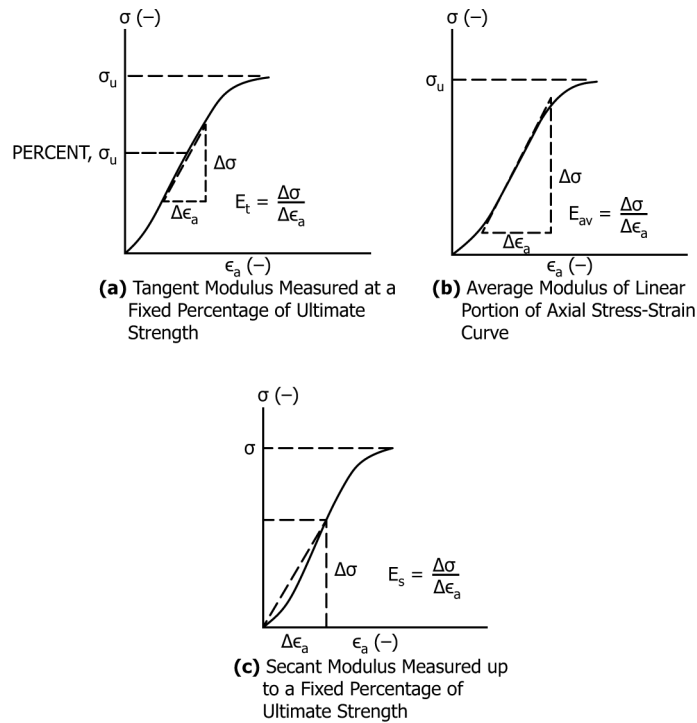 σ (–)
σu
PERCENT, σu
Δσ
Δϵa
Et = Δσ/Δϵa
ϵa (–)
(a) Tangent Modulus Measured at a
Fixed Percentage of Ultimate
Strength
σ (–)
σu
Δσ
Eav = Δσ/Δϵa
Δϵa
ϵa (–)
(b) Average Modulus of Linear
Portion of Axial Stress-Strain
Curve
σ (–)
σ
Δσ
Es = Δσ/Δϵa
Δϵa
ϵa (–)
(c) Secant Modulus Measured up
to a Fixed Percentage of
Ultimate Strength